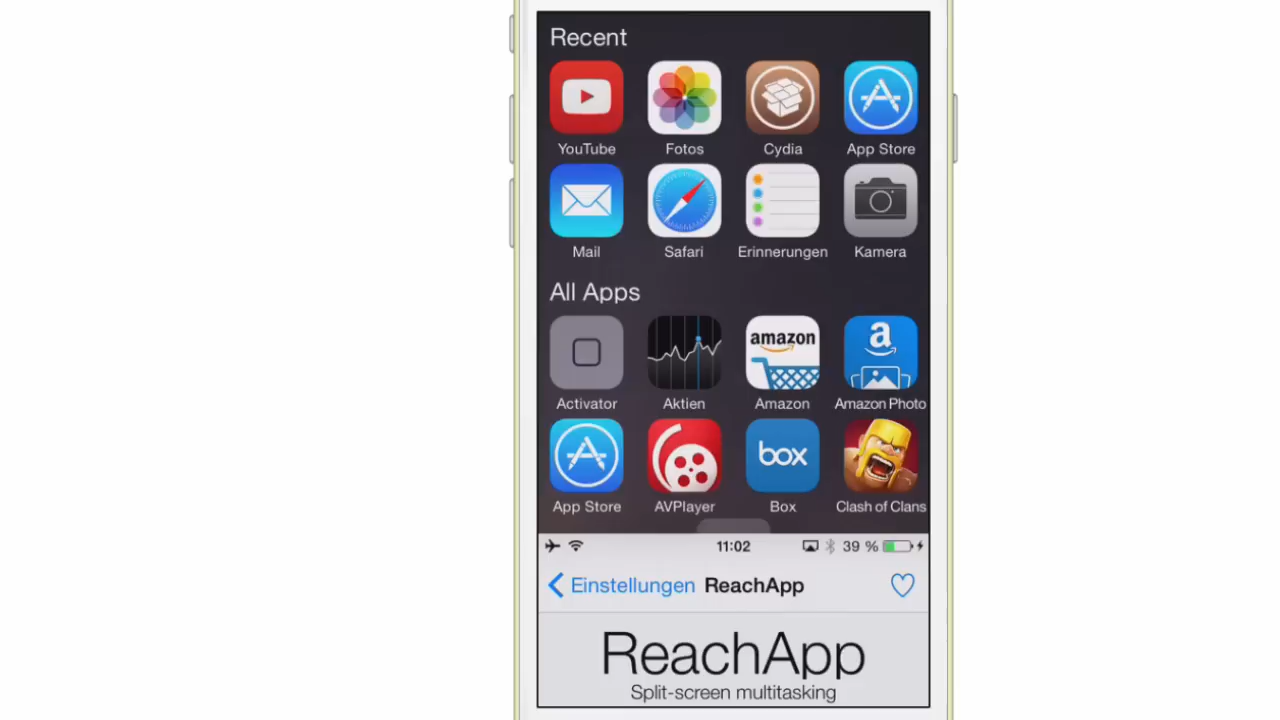 Recent
YouTube Fotos Cydia App Store
Mail Safari Erinnerungen Kamera
All Apps
amazon
a
Activator Aktien Amazon Amazon Photo
box
App Store AVPlayer Box Clash of Clans
11:02 39 %
Einstellungen ReachApp
ReachApp
Split-screen multitasking